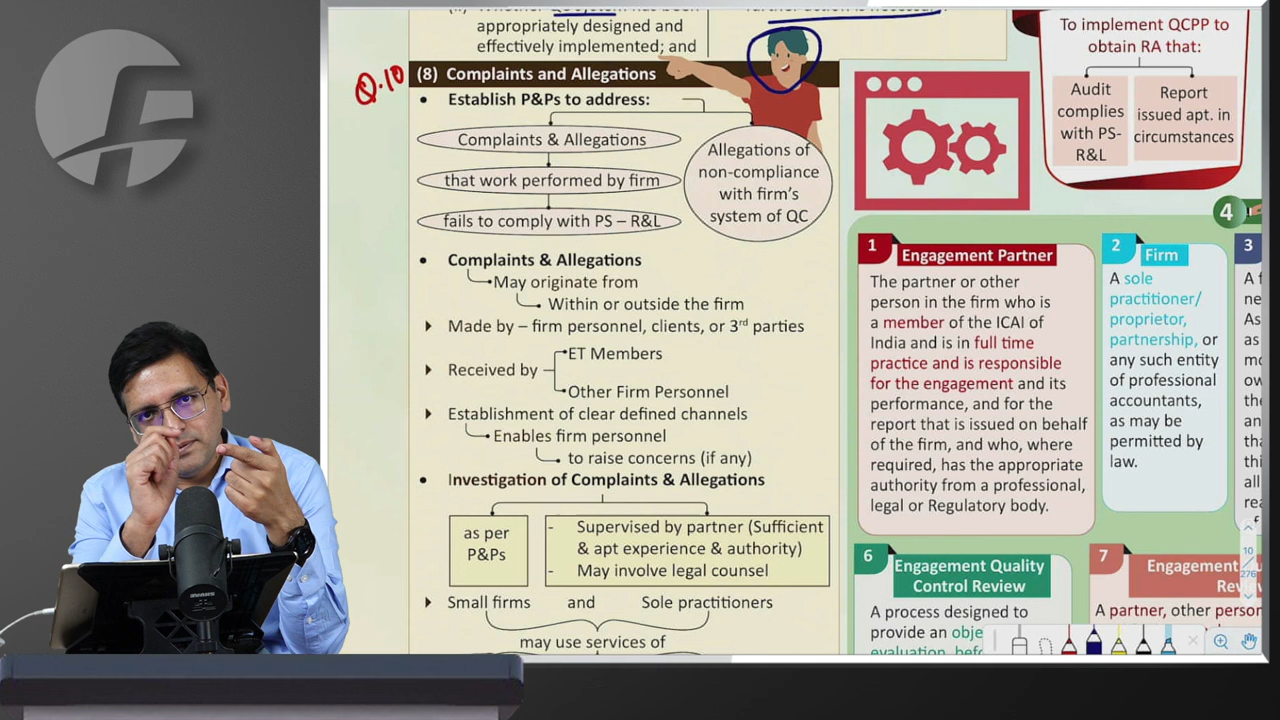 appropriately designed and
effectively implemented; and
Q.10
(8) Complaints and Allegations
• Establish P&Ps to address:
Complaints & Allegations
that work performed by firm
fails to comply with PS – R&L
Allegations of
non-compliance
with firm's
system of QC
• Complaints & Allegations
May originate from
Within or outside the firm
Made by – firm personnel, clients, or 3rd parties
Received by
ET Members
Other Firm Personnel
Establishment of clear defined channels
Enables firm personnel
to raise concerns (if any)
• Investigation of Complaints & Allegations
as per
P&Ps
- Supervised by partner (Sufficient
& apt experience & authority)
- May involve legal counsel
Small firms and Sole practitioners
may use services of
To implement QCPP to
obtain RA that:
Audit
complies
with PS-
R&L
Report
issued apt. in
circumstances
4
1
Engagement Partner
The partner or other
person in the firm who is
a member of the ICAI of
India and is in full time
practice and is responsible
for the engagement and its
performance, and for the
report that is issued on behalf
of the firm, and who, where
required, has the appropriate
authority from a professional,
legal or Regulatory body.
2
Firm
A sole
practitioner/
proprietor,
partnership, or
any such entity
of professional
accountants,
as may be
permitted by
law.
3
6
Engagement Quality
Control Review
A process designed to
provide an
7
Engagement
A partner, other
10
276